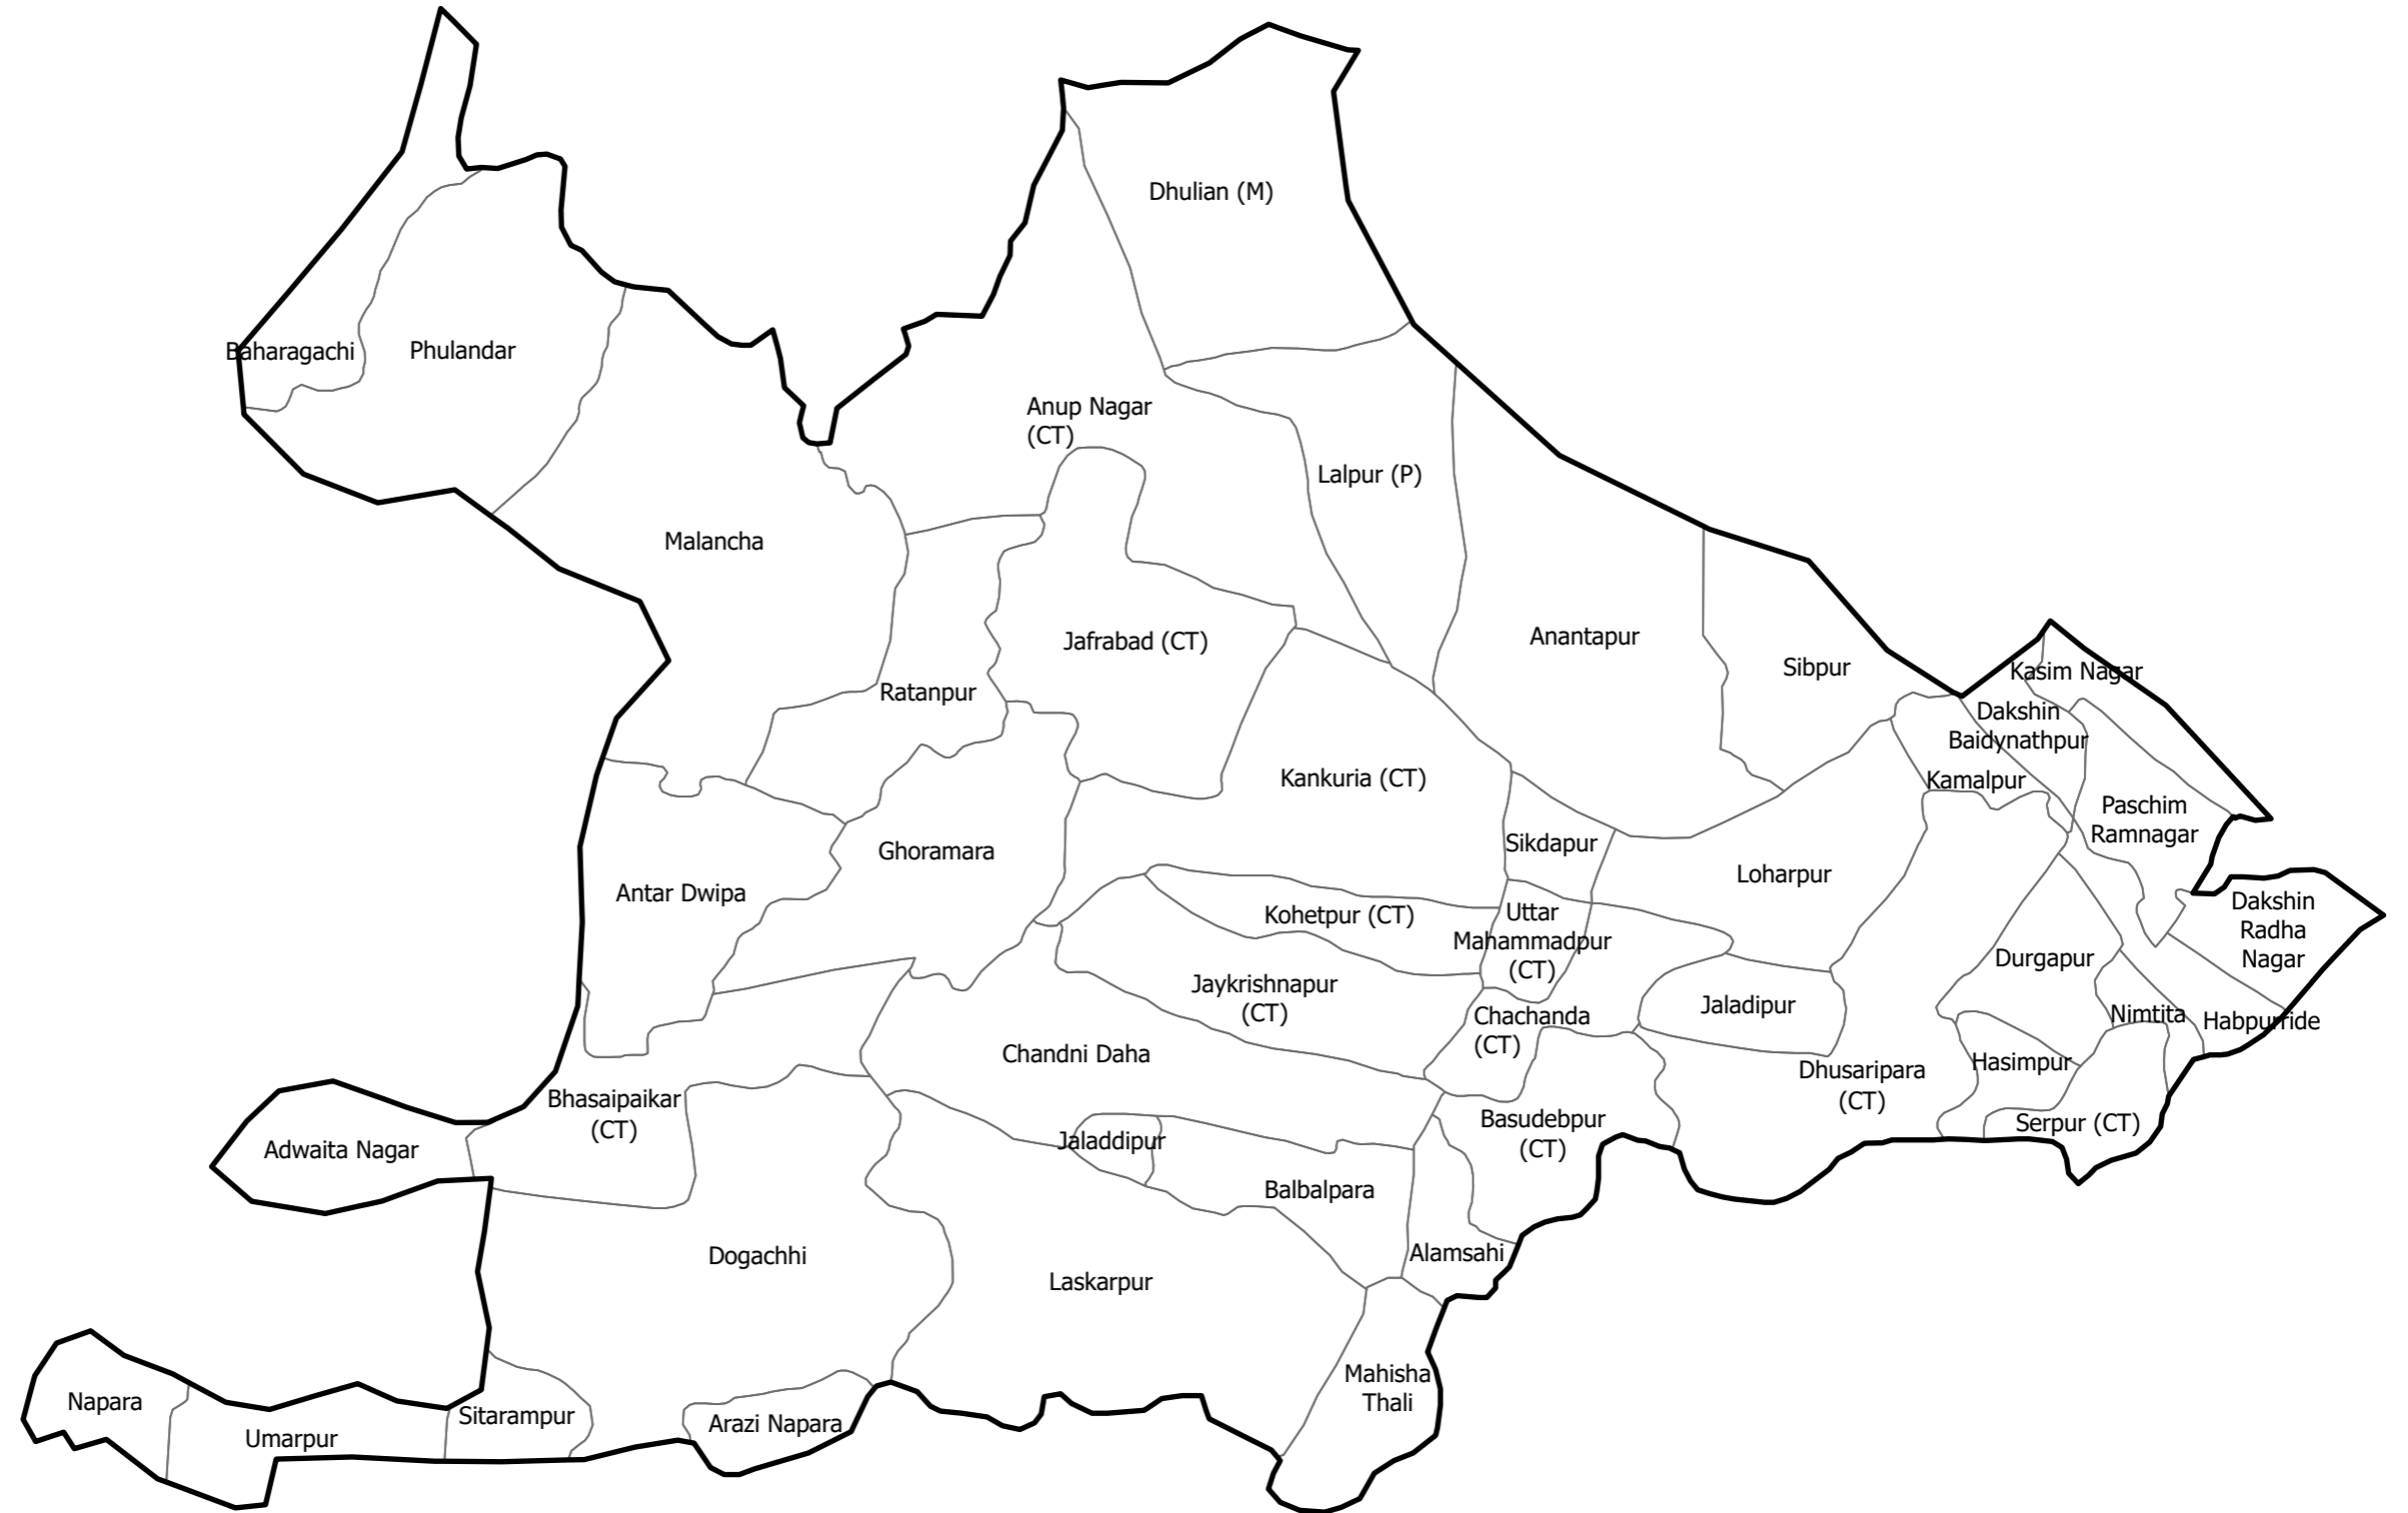 Dhulian (M)
Baharagachi
Phulandar
Anup Nagar
(CT)
Lalpur (P)
Malancha
Jafrabad (CT)
Anantapur
Sibpur
Kasim Nagar
Ratanpur
Dakshin
Baidynathpur
Kankuria (CT)
Kamalpur
Paschim
Ramnagar
Sikdapur
Ghoramara
Loharpur
Antar Dwipa
Kohetpur (CT)
Uttar
Mahammadpur
(CT)
Dakshin
Radha
Nagar
Durgapur
Jaykrishnapur
(CT)
Jaladipur
Chachanda
(CT)
Nimtita
Habpurride
Chandni Daha
Hasimpur
Dhusaripara
(CT)
Bhasaipaikar
(CT)
Basudebpur
(CT)
Serpur (CT)
Adwaita Nagar
Jaladdipur
Balbalpara
Dogachhi
Alamsahi
Laskarpur
Mahisha
Thali
Napara
Sitarampur
Arazi Napara
Umarpur